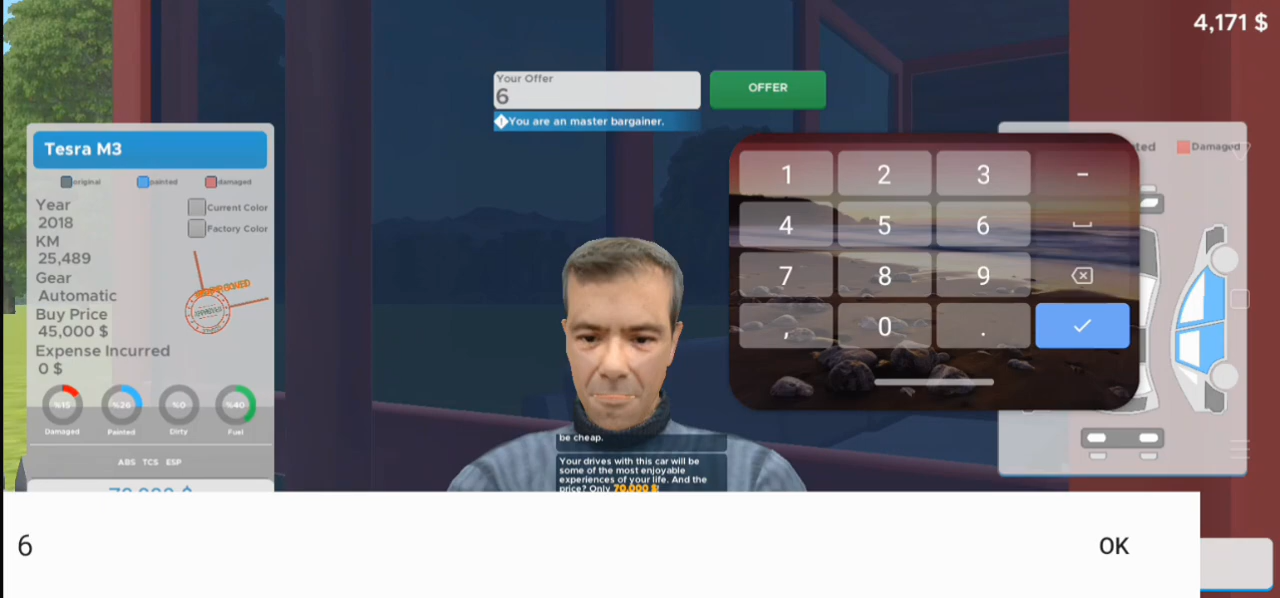 4,171 $
Your Offer
6
OFFER
You are an master bargainer.
Tesra M3
original
painted
damaged
Year
2018
Current Color
KM
Factory Color
25,489
Gear
Automatic
Buy Price
45,000 $
Expense Incurred
0 $
%15
%26
%0
%40
Damaged
Painted
Dirty
Fuel
ABS TCS ESP
70,000 $
be cheap.
Your drives with this car will be
some of the most enjoyable
experiences of your life. And the
price? Only 70,000 $!
1 2 3 -
4 5 6
7 8 9
, 0 .
Damaged
6
OK